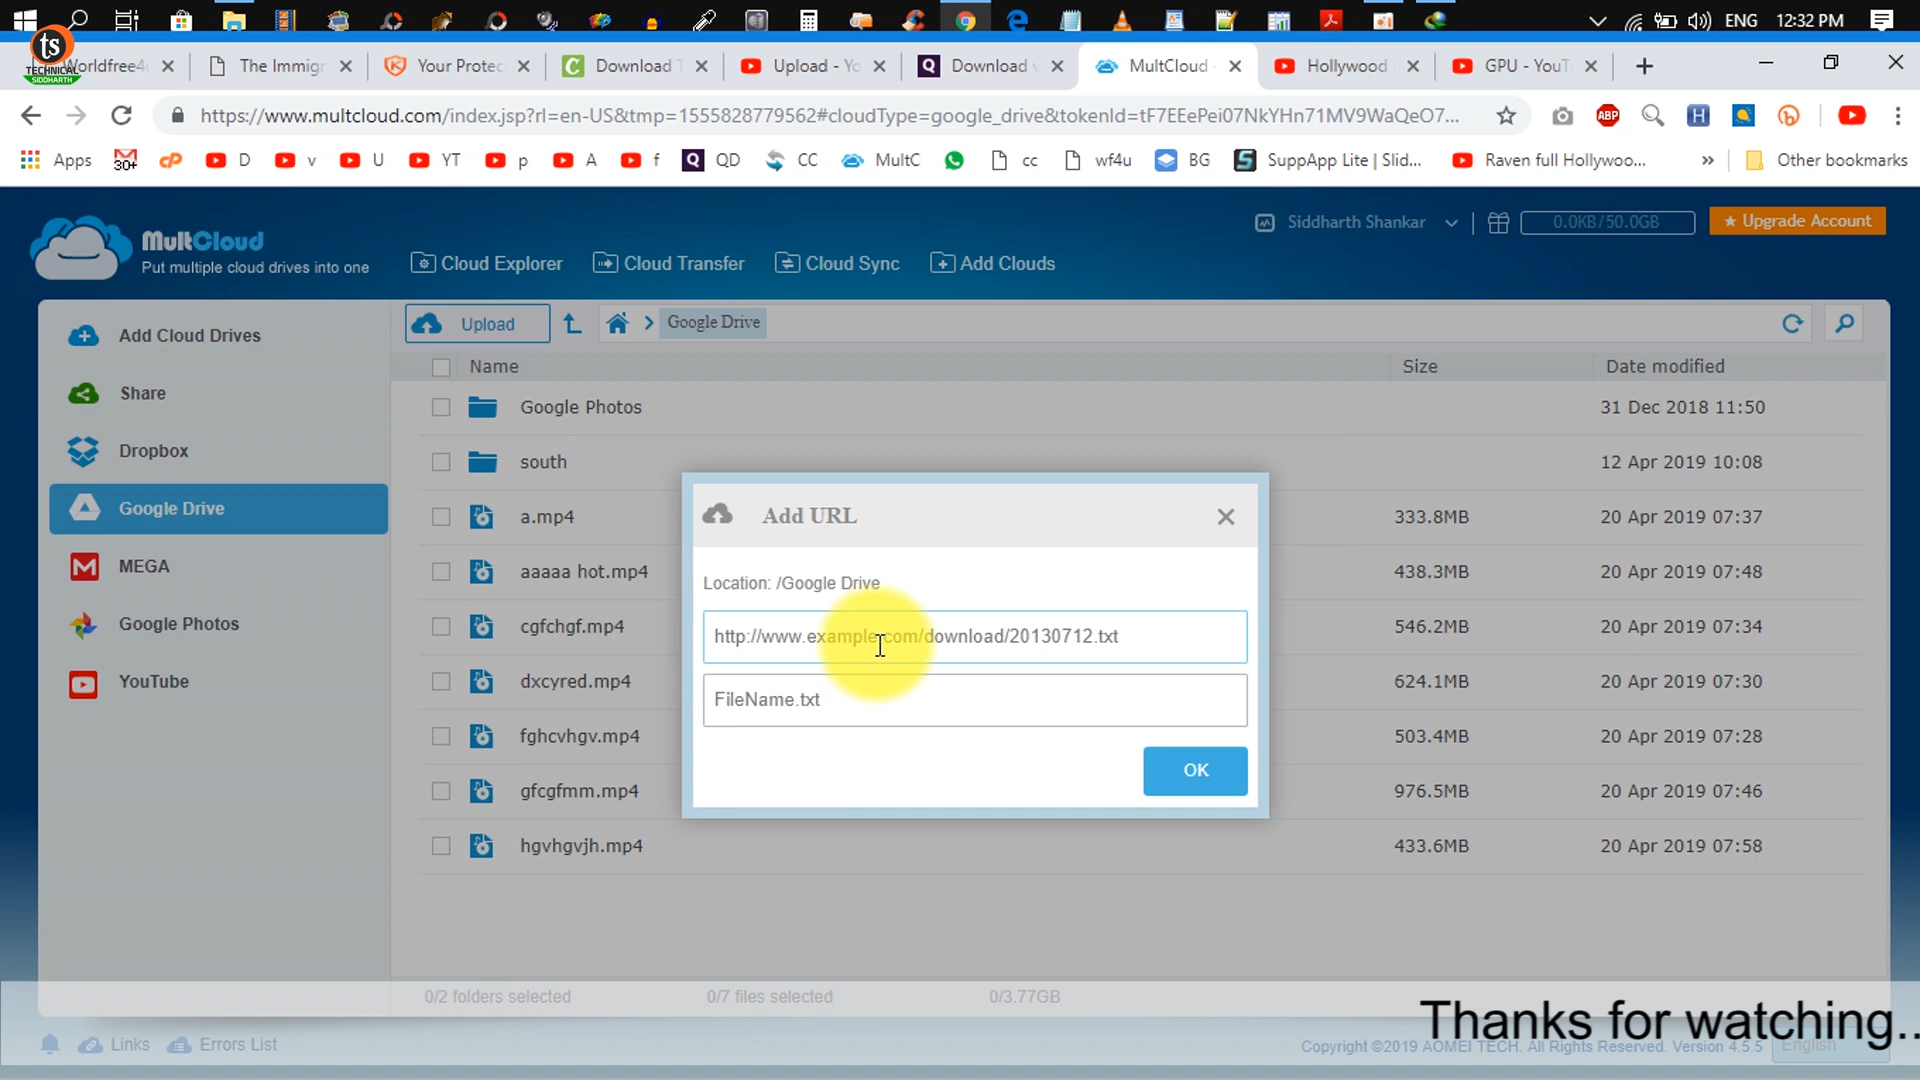 ENG 12:32 PM
ts
TECHNICAL
SIDDHARTH
Worldfree4
The Immigr
Your Protec
Download T
Upload - Yo
Download v
MultCloud
Hollywood
GPU - YouT
https://www.multcloud.com/index.jsp?rl=en-US&tmp=1555828779562#cloudType=google_drive&tokenId=tF7EEePei07NkYHn71MV9WaQeO7...
ABP
H
Apps
30+
D
v
U
YT
p
A
f
QD
CC
MultC
cc
wf4u
BG
SuppApp Lite | Slid...
Raven full Hollywoo...
»
Other bookmarks
MultCloud
Put multiple cloud drives into one
Cloud Explorer
Cloud Transfer
Cloud Sync
Add Clouds
Siddharth Shankar
0.0KB/50.0GB
Upgrade Account
Add Cloud Drives
Share
Dropbox
Google Drive
MEGA
Google Photos
YouTube
Upload
Google Drive
Name Size Date modified
Google Photos 31 Dec 2018 11:50
south 12 Apr 2019 10:08
a.mp4 333.8MB 20 Apr 2019 07:37
aaaaa hot.mp4 438.3MB 20 Apr 2019 07:48
cgfchgf.mp4 546.2MB 20 Apr 2019 07:34
dxcyred.mp4 624.1MB 20 Apr 2019 07:30
fghcvhgv.mp4 503.4MB 20 Apr 2019 07:28
gfcgfmm.mp4 976.5MB 20 Apr 2019 07:46
hgvhgvjh.mp4 433.6MB 20 Apr 2019 07:58
Add URL
Location: /Google Drive
http://www.example.com/download/20130712.txt
FileName.txt
OK
0/2 folders selected 0/7 files selected 0/3.77GB
Thanks for watching..
Links
Errors List
Copyright ©2019 AOMEI TECH. All Rights Reserved. Version 4.5.5
English